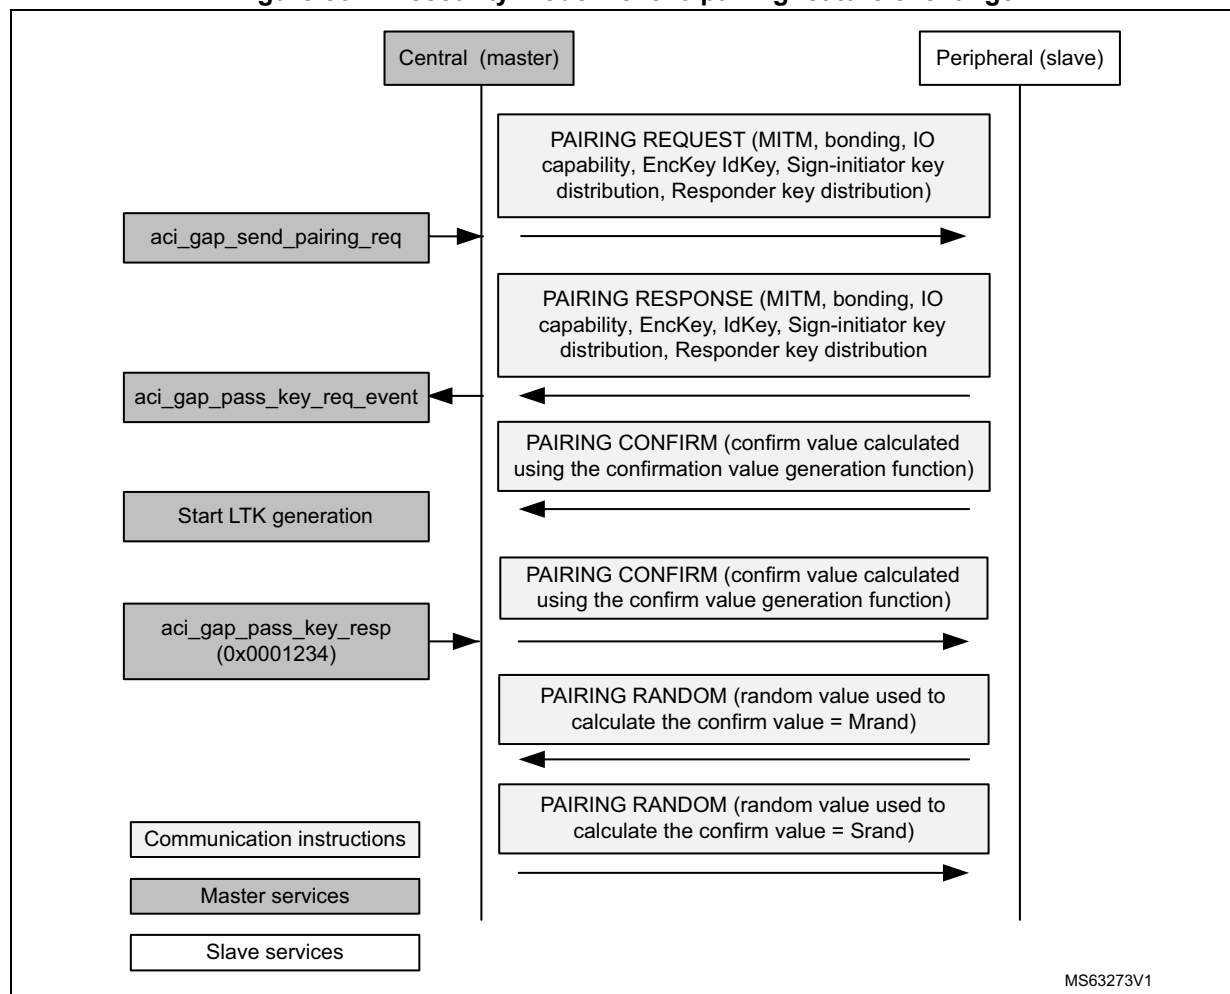 Central (master)
Peripheral (slave)
PAIRING REQUEST (MITM, bonding, IO
capability, EncKey IdKey, Sign-initiator key
distribution, Responder key distribution)
aci_gap_send_pairing_req
PAIRING RESPONSE (MITM, bonding, IO
capability, EncKey, IdKey, Sign-initiator key
distribution, Responder key distribution
aci_gap_pass_key_req_event
PAIRING CONFIRM (confirm value calculated
using the confirmation value generation function)
Start LTK generation
PAIRING CONFIRM (confirm value calculated
using the confirm value generation function)
aci_gap_pass_key_resp
(0x0001234)
PAIRING RANDOM (random value used to
calculate the confirm value = Mrand)
PAIRING RANDOM (random value used to
calculate the confirm value = Srand)
Communication instructions
Master services
Slave services
MS63273V1